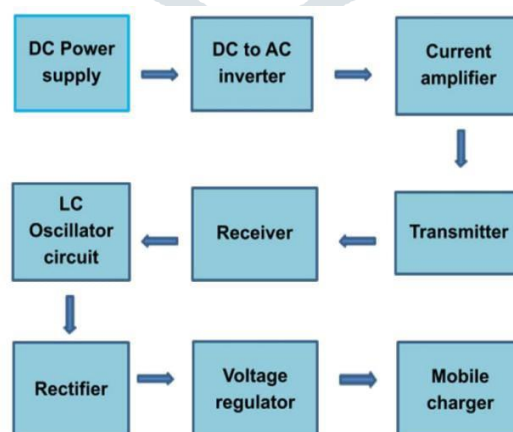 DC Power
supply
DC to AC
inverter
Current
amplifier
Transmitter
Receiver
LC
Oscillator
circuit
Rectifier
Voltage
regulator
Mobile
charger